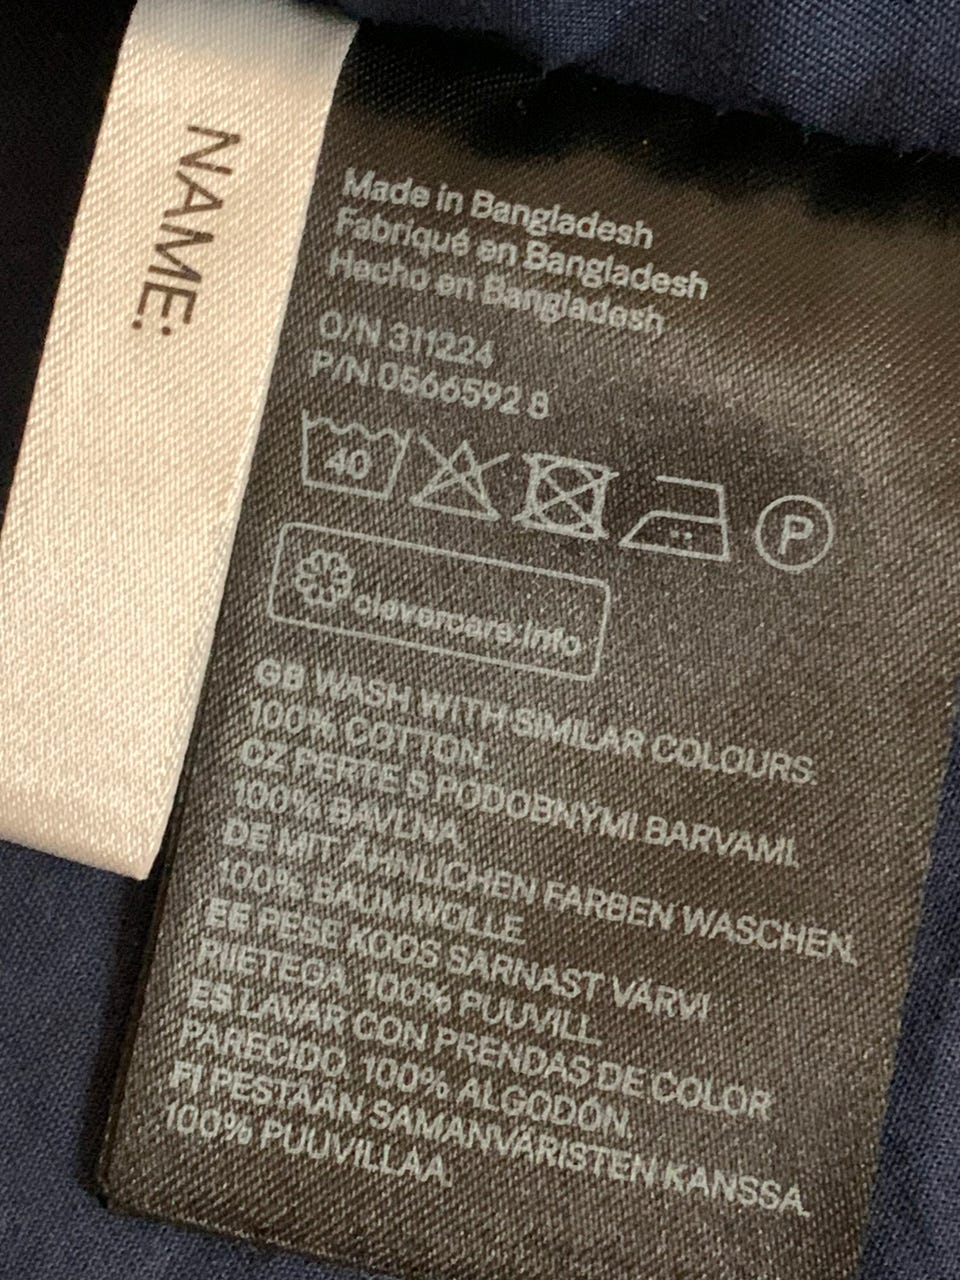 NAME:
Made in Bangladesh
Fabriqué en Bangladesh
Hecho en Bangladesh
O/N 311224
P/N 0566592 8
40 P
clevercare.info
GB WASH WITH SIMILAR COLOURS.
100% COTTON.
CZ PERTE S PODOBNÝMI BARVAMI.
100% BAVLNA.
DE MIT ÄHNLICHEN FARBEN WASCHEN.
100% BAUMWOLLE
EE PESE KOOS SARNAST VÄRVI
RIIETEGA. 100% PUUVILL.
ES LAVAR CON PRENDAS DE COLOR
PARECIDO. 100% ALGODÓN.
FI PESTÄÄN SAMANVÄRISTEN KANSSA.
100% PUUVILLAA.